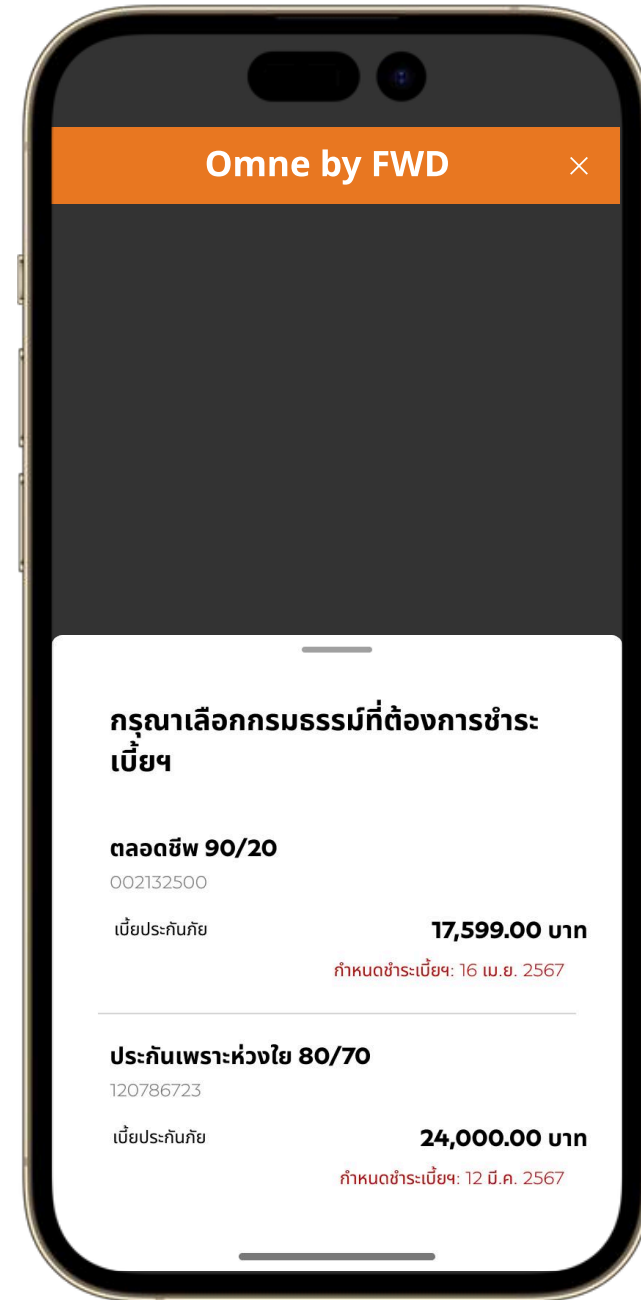 Omne by FWD
กรุณาเลือกกรมธรรม์ที่ต้องการชำระ
เบี้ยฯ
ตลอดชีพ 90/20
002132500
เบี้ยประกันภัย 17,599.00 บาท
กำหนดชำระเบี้ยฯ: 16 เม.ย. 2567
ประกันเพราะห่วงใย 80/70
120786723
เบี้ยประกันภัย 24,000.00 บาท
กำหนดชำระเบี้ยฯ: 12 มี.ค. 2567